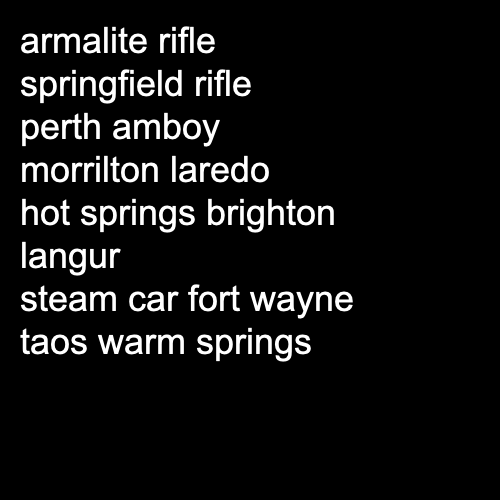 armalite rifle
springfield rifle
perth amboy
morrilton laredo
hot springs brighton
langur
steam car fort wayne
taos warm springs